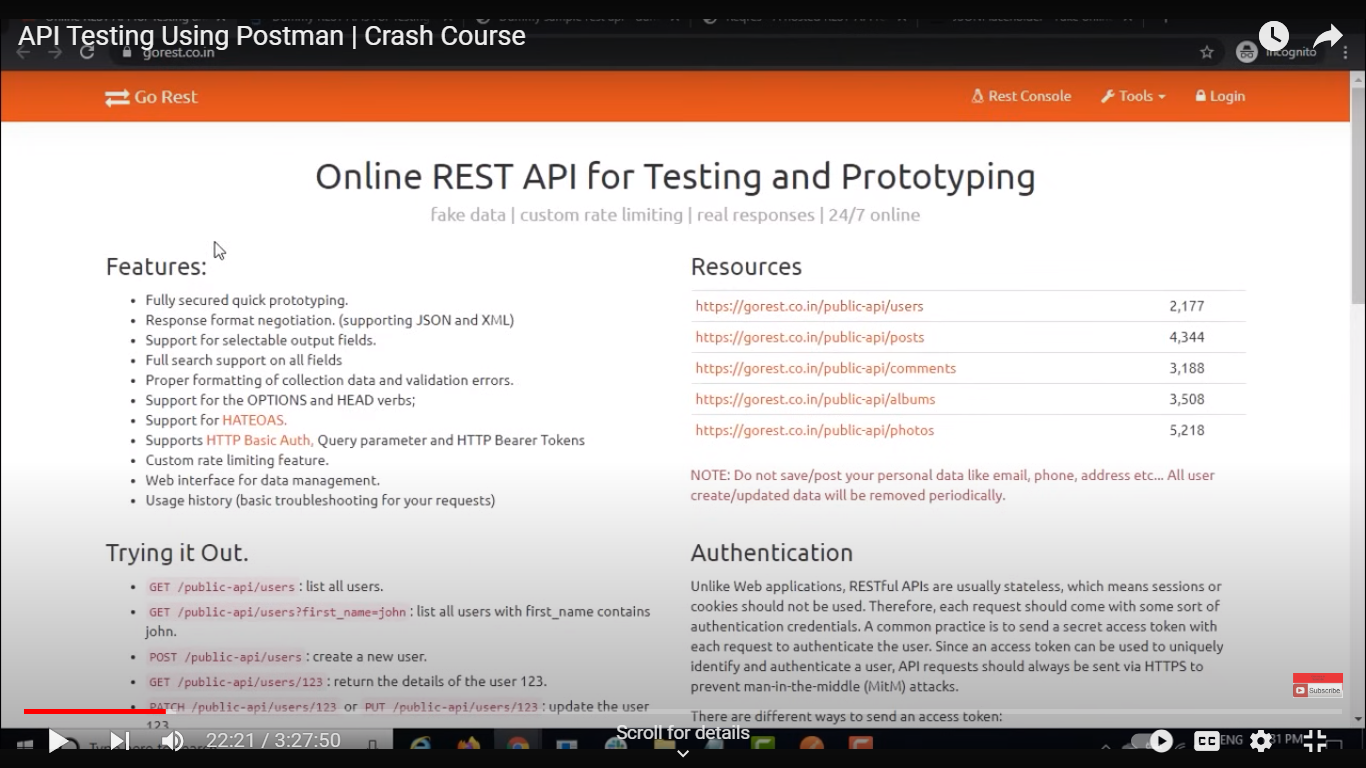 API Testing Using Postman | Crash Course
gorest.co.in
Incognito
Go Rest
Rest Console
Tools
Login
Online REST API for Testing and Prototyping
fake data | custom rate limiting | real responses | 24/7 online
Features:
• Fully secured quick prototyping.
• Response format negotiation. (supporting JSON and XML)
• Support for selectable output fields.
• Full search support on all fields
• Proper formatting of collection data and validation errors.
• Support for the OPTIONS and HEAD verbs;
• Support for HATEOAS.
• Supports HTTP Basic Auth, Query parameter and HTTP Bearer Tokens
• Custom rate limiting feature.
• Web interface for data management.
• Usage history (basic troubleshooting for your requests)
Trying it Out.
• GET /public-api/users : list all users.
• GET /public-api/users?first_name=john : list all users with first_name contains
john.
• POST /public-api/users : create a new user.
• GET /public-api/users/123 : return the details of the user 123.
• PATCH /public-api/users/123 or PUT /public-api/users/123 : update the user
123
Resources
https://gorest.co.in/public-api/users 2,177
https://gorest.co.in/public-api/posts 4,344
https://gorest.co.in/public-api/comments 3,188
https://gorest.co.in/public-api/albums 3,508
https://gorest.co.in/public-api/photos 5,218
NOTE: Do not save/post your personal data like email, phone, address etc... All user
create/updated data will be removed periodically.
Authentication
Unlike Web applications, RESTful APIs are usually stateless, which means sessions or
cookies should not be used. Therefore, each request should come with some sort of
authentication credentials. A common practice is to send a secret access token with
each request to authenticate the user. Since an access token can be used to uniquely
identify and authenticate a user, API requests should always be sent via HTTPS to
prevent man-in-the-middle (MitM) attacks.
There are different ways to send an access token:
Subscribe
Scroll for details
22:21 / 3:27:50
CC
ENG